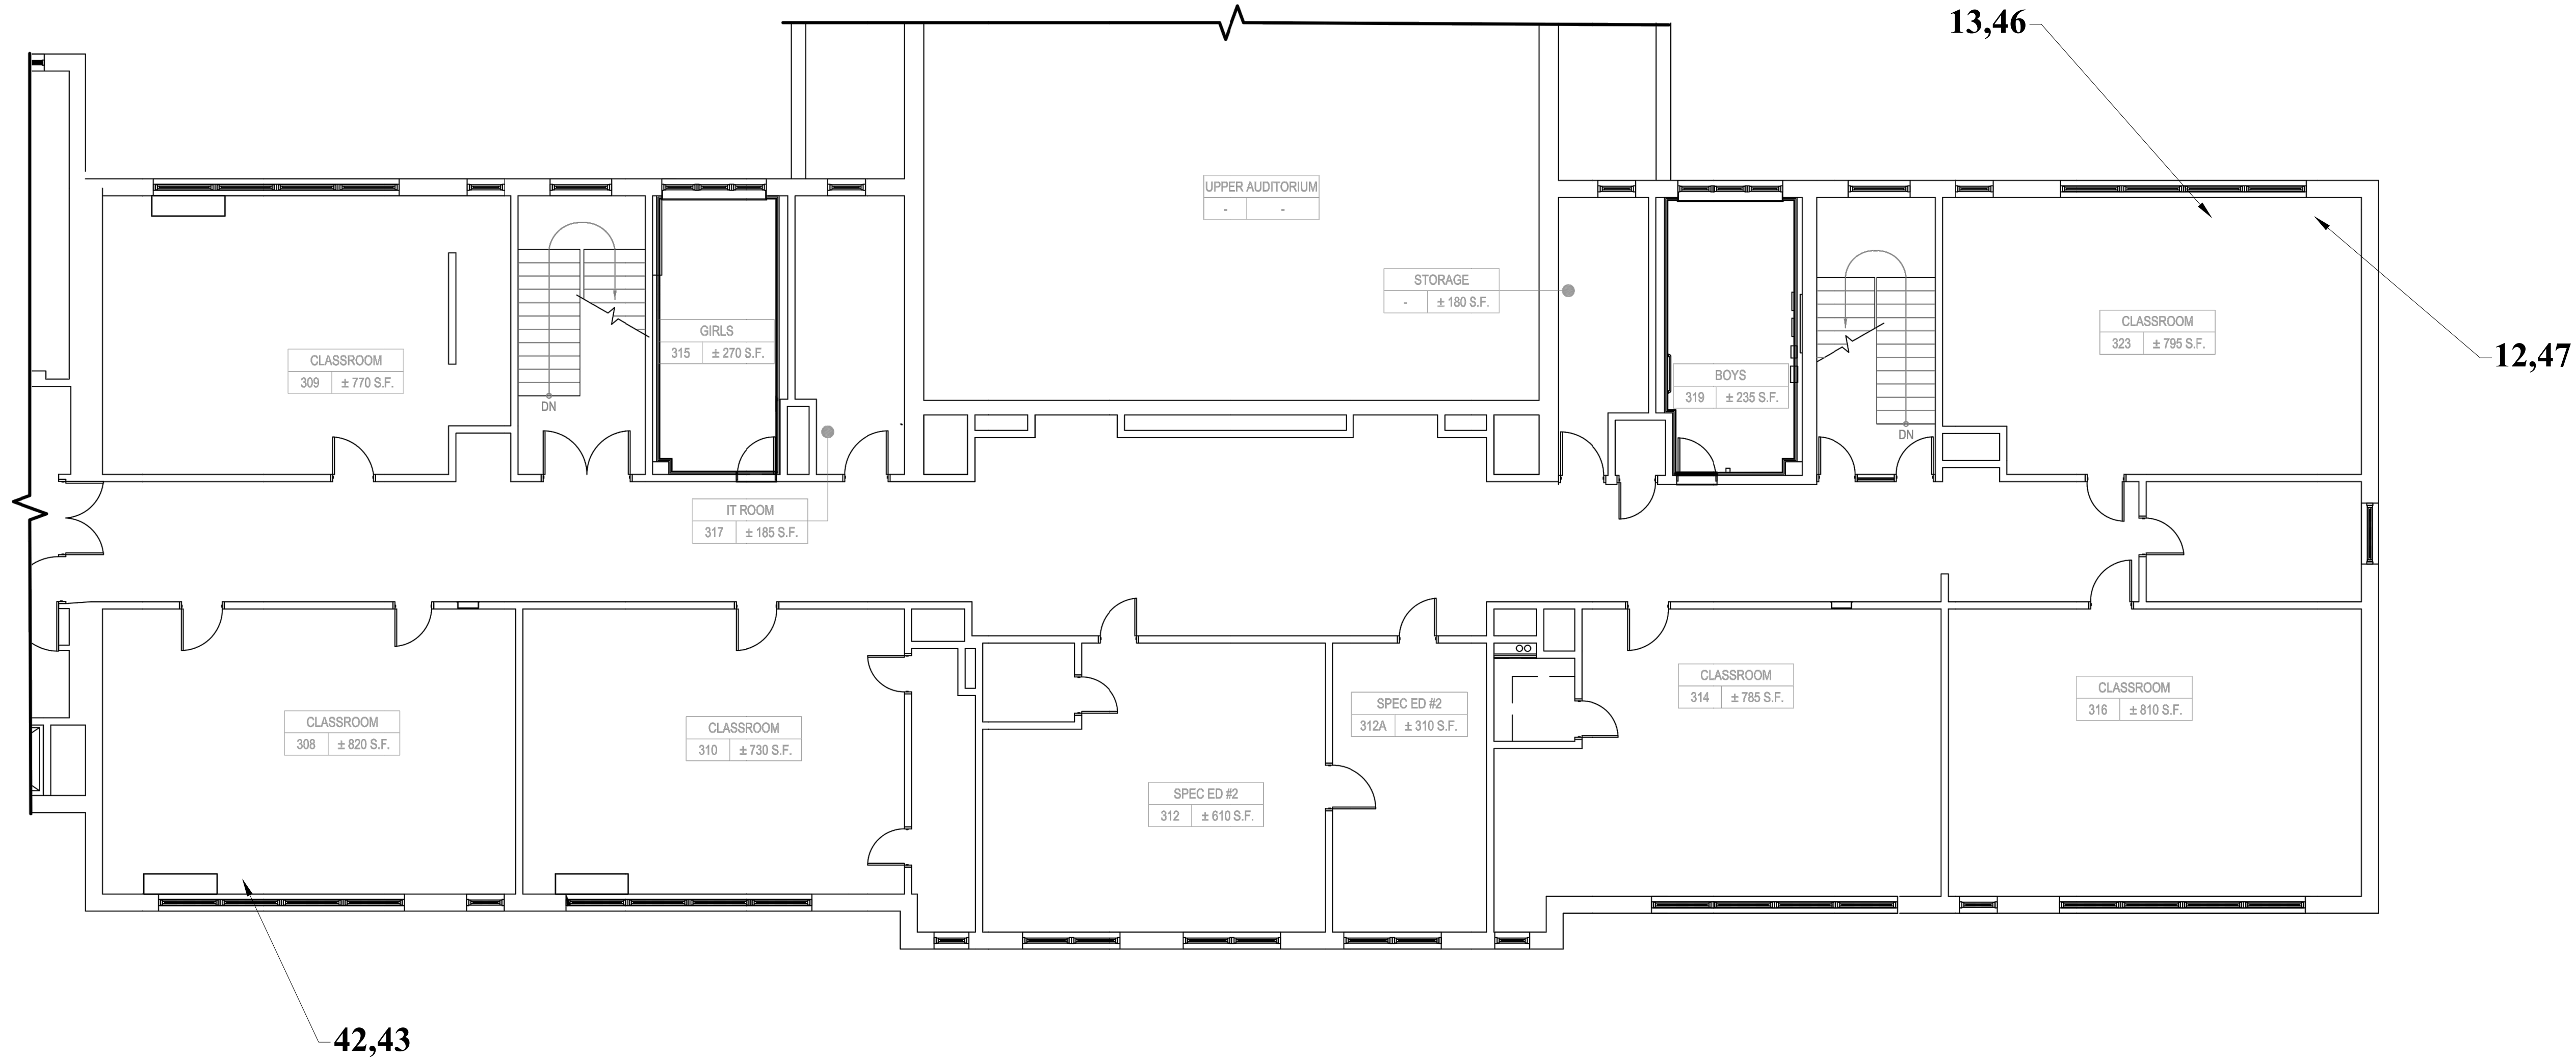 13,46
UPPER AUDITORIUM
- -
STORAGE
- ± 180 S.F.
GIRLS
315 ± 270 S.F.
CLASSROOM
323 ± 795 S.F.
12,47
CLASSROOM
309 ± 770 S.F.
BOYS
319 ± 235 S.F.
DN
DN
IT ROOM
317 ± 185 S.F.
CLASSROOM
308 ± 820 S.F.
CLASSROOM
310 ± 730 S.F.
SPEC ED #2
312 ± 610 S.F.
SPEC ED #2
312A ± 310 S.F.
CLASSROOM
314 ± 785 S.F.
CLASSROOM
316 ± 810 S.F.
42,43